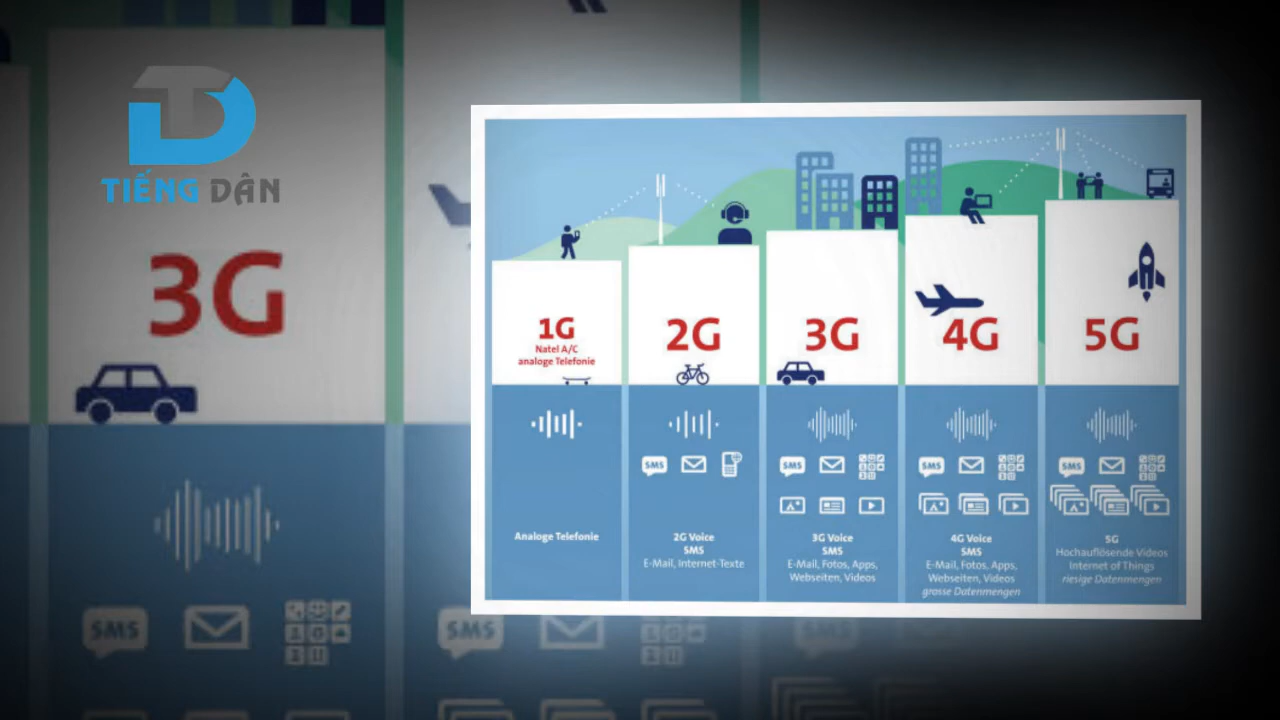 TIẾNG DÂN
3G
SMS
SMS
SMS
1G
Natel A/C
analoge Telefonie
2G
3G
4G
5G
SMS
SMS
SMS
SMS
Analoge Telefonie
2G Voice
SMS
E-Mail, Internet-Texte
3G Voice
SMS
E-Mail, Fotos, Apps,
Webseiten, Videos
4G Voice
SMS
E-Mail, Fotos, Apps,
Webseiten, Videos
grosse Datenmengen
5G
Hochauflösende Videos
Internet of Things
riesige Datenmengen